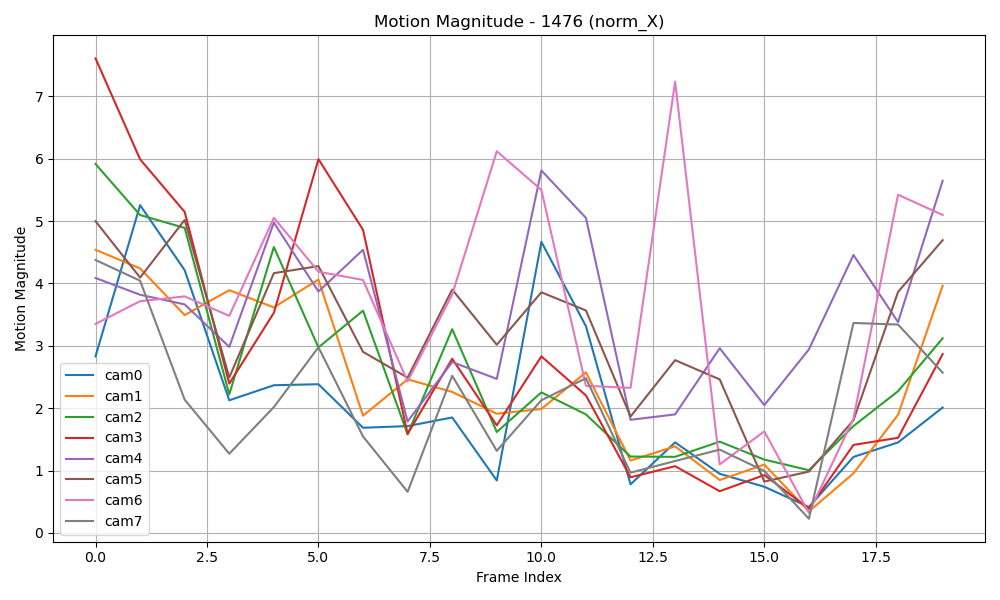 Motion Magnitude - 1476 (norm_X)
Motion Magnitude
7
6
5
4
3
2
1
0
cam0
cam1
cam2
cam3
cam4
cam5
cam6
cam7
0.0 2.5 5.0 7.5 10.0 12.5 15.0 17.5
Frame Index